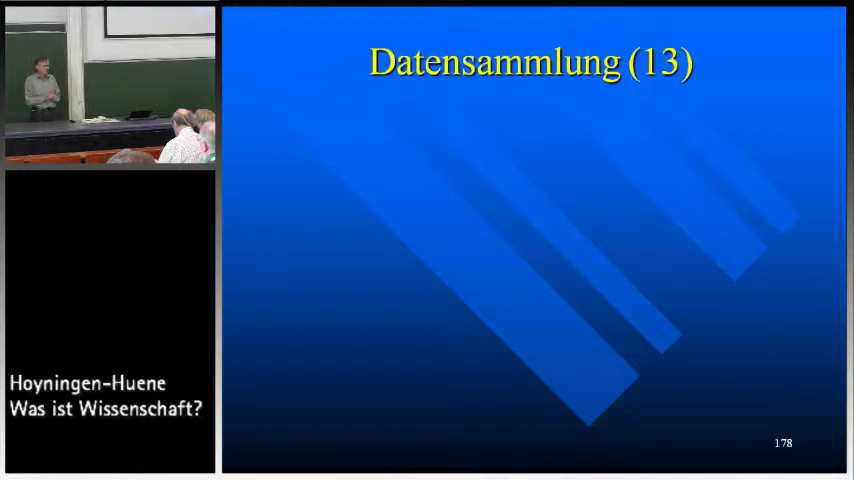 Datensammlung (13)
Hoyningen-Huene
Was ist Wissenschaft?
178